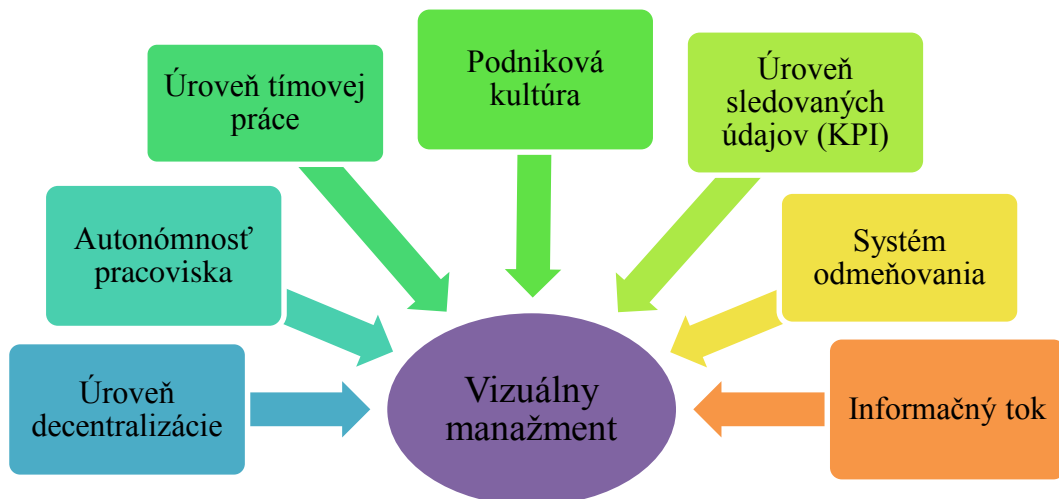 Úroveň
decentralizácie
Autonómnosť
pracoviska
Úroveň tímovej
práce
Podniková
kultúra
Úroveň
sledovaných
údajov (KPI)
Systém
odmeňovania
Informačný tok
Vizuálny
manažment